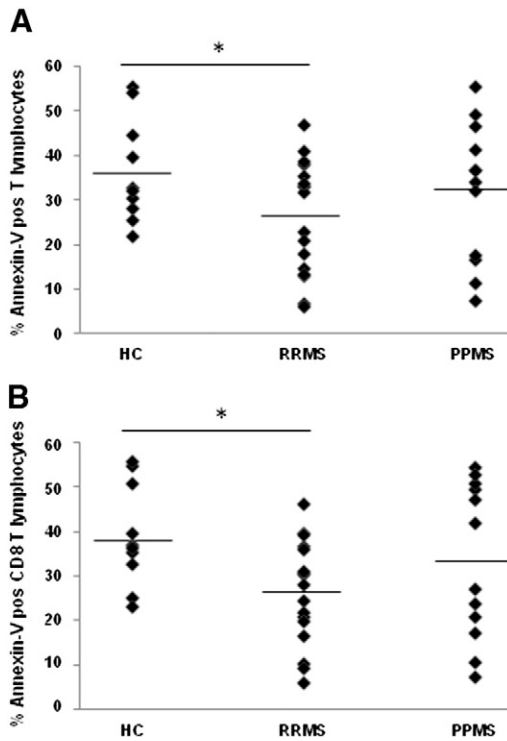 A
*
% Annexin-V pos T lymphocytes
60
50
40
30
20
10
0
HC RRMS PPMS
B
*
% Annexin-V pos CD8 T lymphocytes
60
50
40
30
20
10
0
HC RRMS PPMS